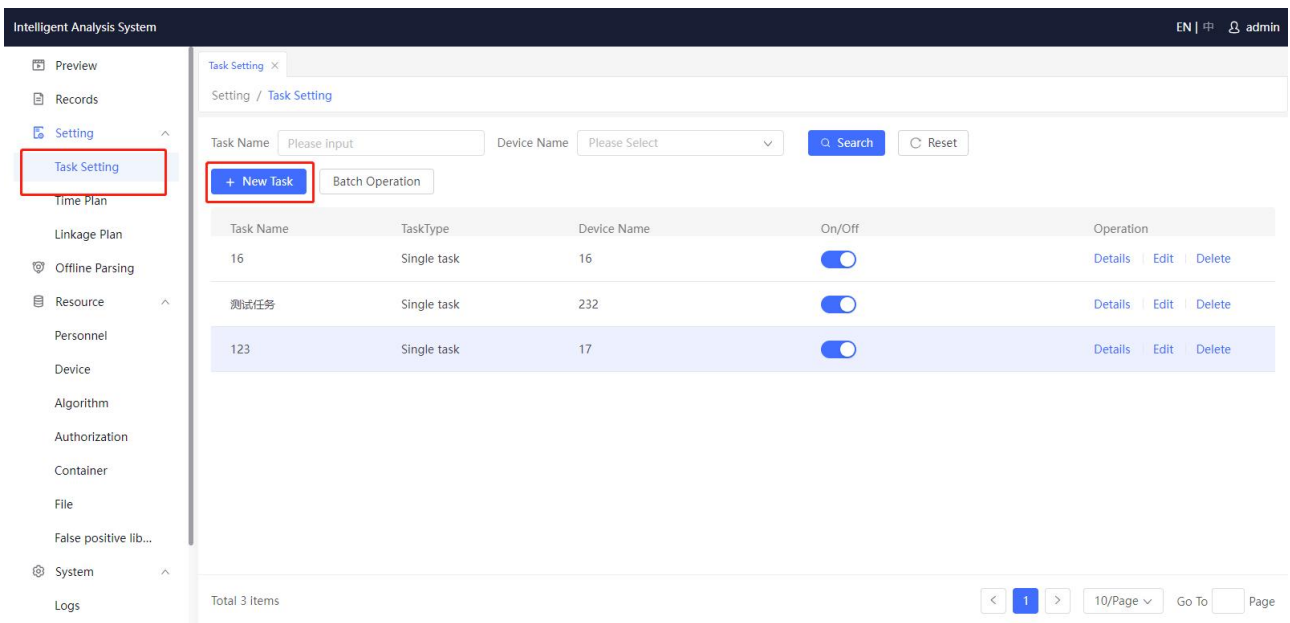 Intelligent Analysis System EN | 中 admin
Preview
Records
Setting
Task Setting
Time Plan
Linkage Plan
Offline Parsing
Resource
Personnel
Device
Algorithm
Authorization
Container
File
False positive lib...
System
Logs
Task Setting ×
Setting / Task Setting
Task Name Please input Device Name Please Select Search Reset
+ New Task Batch Operation
Task Name TaskType Device Name On/Off Operation
16 Single task 16 Details Edit Delete
测试任务 Single task 232 Details Edit Delete
123 Single task 17 Details Edit Delete
Total 3 items < 1 > 10/Page Go To Page